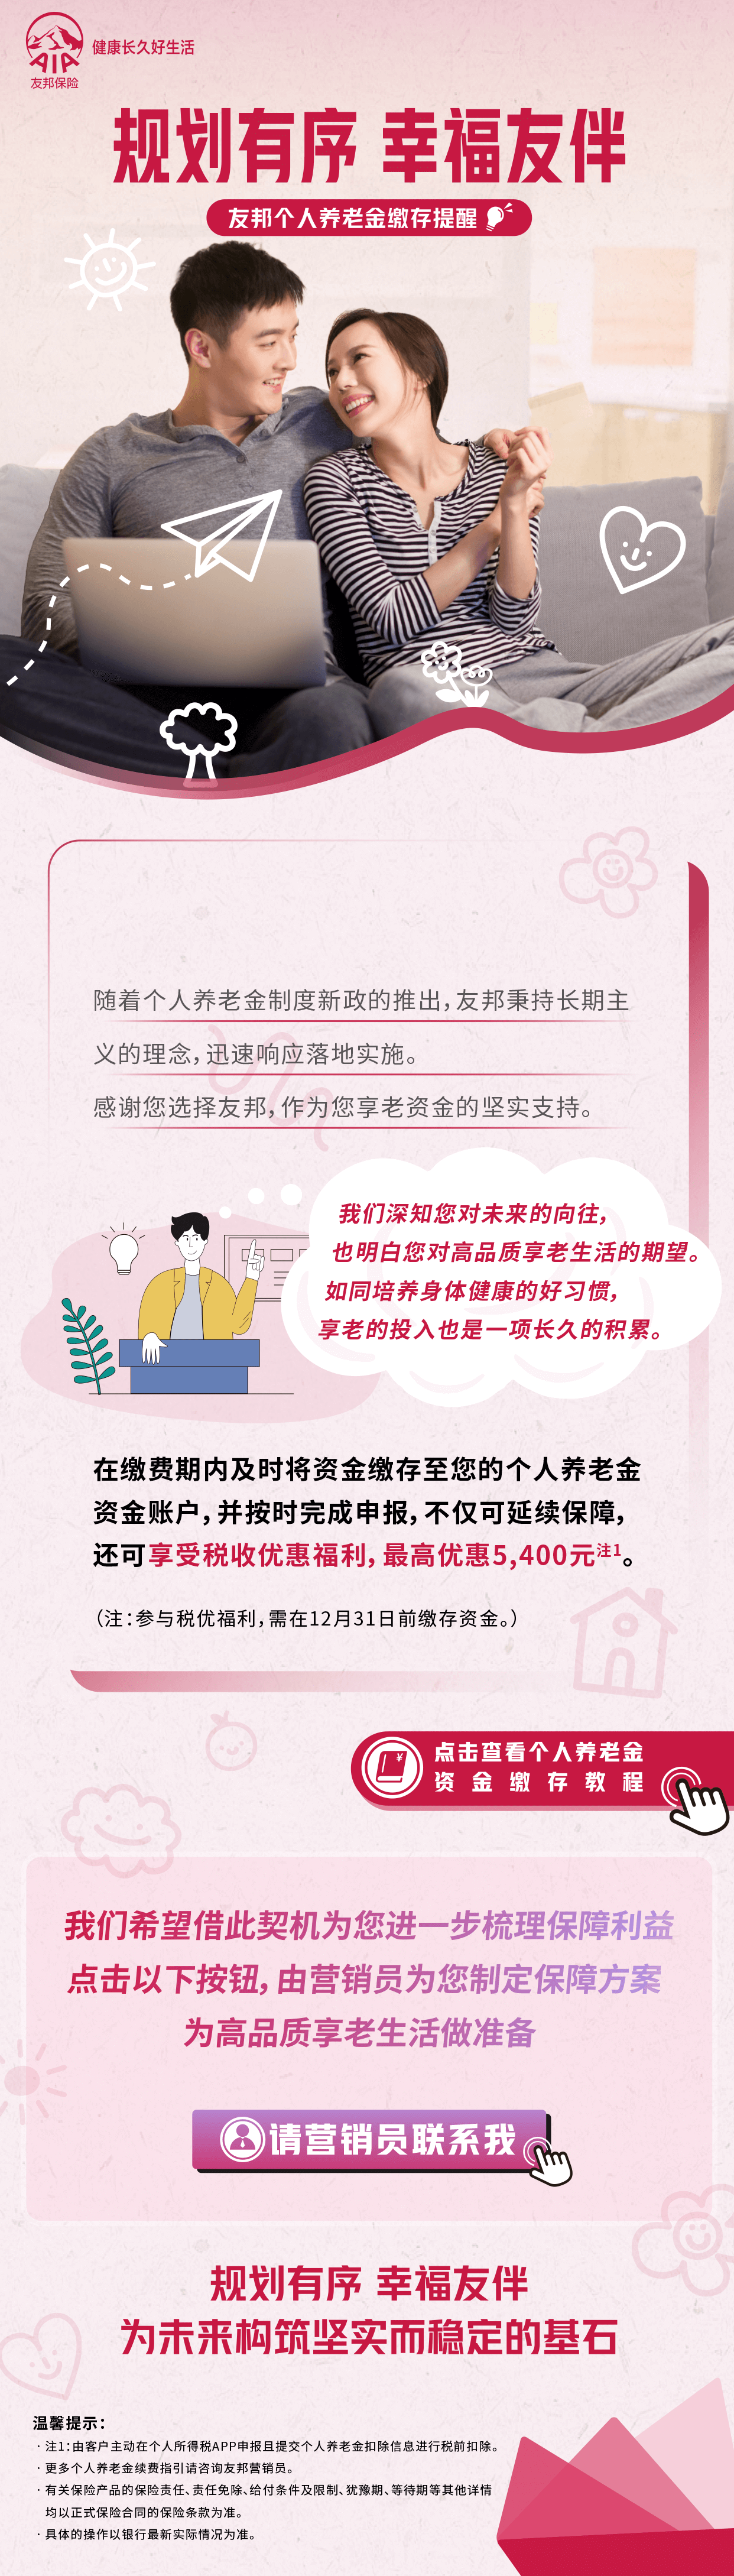 AIA
友邦保险
健康长久好生活
规划有序 幸福友伴
友邦个人养老金缴存提醒
随着个人养老金制度新政的推出，友邦秉持长期主
义的理念，迅速响应落地实施。
感谢您选择友邦，作为您享老资金的坚实支持。
我们深知您对未来的向往，
也明白您对高品质享老生活的期望。
如同培养身体健康的好习惯，
享老的投入也是一项长久的积累。
在缴费期内及时将资金缴存至您的个人养老金
资金账户，并按时完成申报，不仅可延续保障，
还可享受税收优惠福利，最高优惠5,400元注1。
（注：参与税优福利，需在12月31日前缴存资金。）
¥
点击查看个人养老金
资金缴存教程
我们希望借此契机为您进一步梳理保障利益
点击以下按钮，由营销员为您制定保障方案
为高品质享老生活做准备
请营销员联系我
规划有序 幸福友伴
为未来构筑坚实而稳定的基石
温馨提示：
·注1：由客户主动在个人所得税APP申报且提交个人养老金扣除信息进行税前扣除。
·更多个人养老金续费指引请咨询友邦营销员。
·有关保险产品的保险责任、责任免除、给付条件及限制、犹豫期、等待期等其他详情
均以正式保险合同的保险条款为准。
·具体的操作以银行最新实际情况为准。